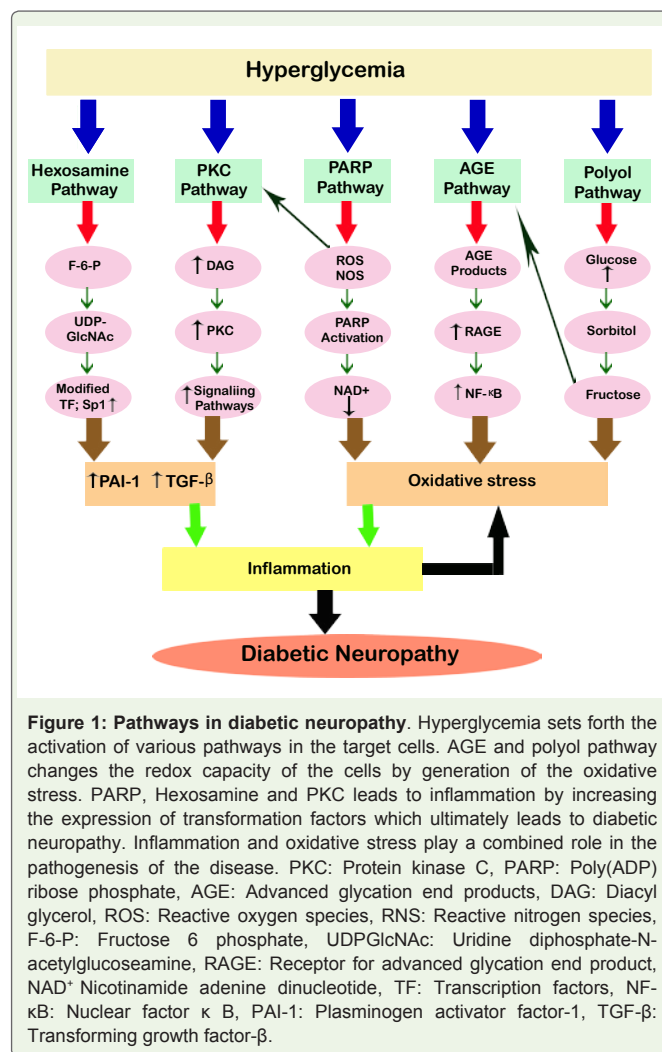 Hyperglycemia
Hexosamine Pathway
PKC Pathway
PARP Pathway
AGE Pathway
Polyol Pathway
F-6-P
↑ DAG
ROS NOS
AGE Products
Glucose ↑
UDP-GlcNAc
↑ PKC
PARP Activation
↑ RAGE
Sorbitol
Modified TF; Sp1 ↑
↑ Signaliing Pathways
NAD+ ↓
↑ NF-κB
Fructose
↑PAI-1 ↑ TGF-β
Oxidative stress
Inflammation
Diabetic Neuropathy
Figure 1: Pathways in diabetic neuropathy. Hyperglycemia sets forth the
activation of various pathways in the target cells. AGE and polyol pathway
changes the redox capacity of the cells by generation of the oxidative
stress. PARP, Hexosamine and PKC leads to inflammation by increasing
the expression of transformation factors which ultimately leads to diabetic
neuropathy. Inflammation and oxidative stress play a combined role in the
pathogenesis of the disease. PKC: Protein kinase C, PARP: Poly(ADP)
ribose phosphate, AGE: Advanced glycation end products, DAG: Diacyl
glycerol, ROS: Reactive oxygen species, RNS: Reactive nitrogen species,
F-6-P: Fructose 6 phosphate, UDPGlcNAc: Uridine diphosphate-N-
acetylglucoseamine, RAGE: Receptor for advanced glycation end product,
NAD⁺ Nicotinamide adenine dinucleotide, TF: Transcription factors, NF-
κB: Nuclear factor κ B, PAI-1: Plasminogen activator factor-1, TGF-β:
Transforming growth factor-β.